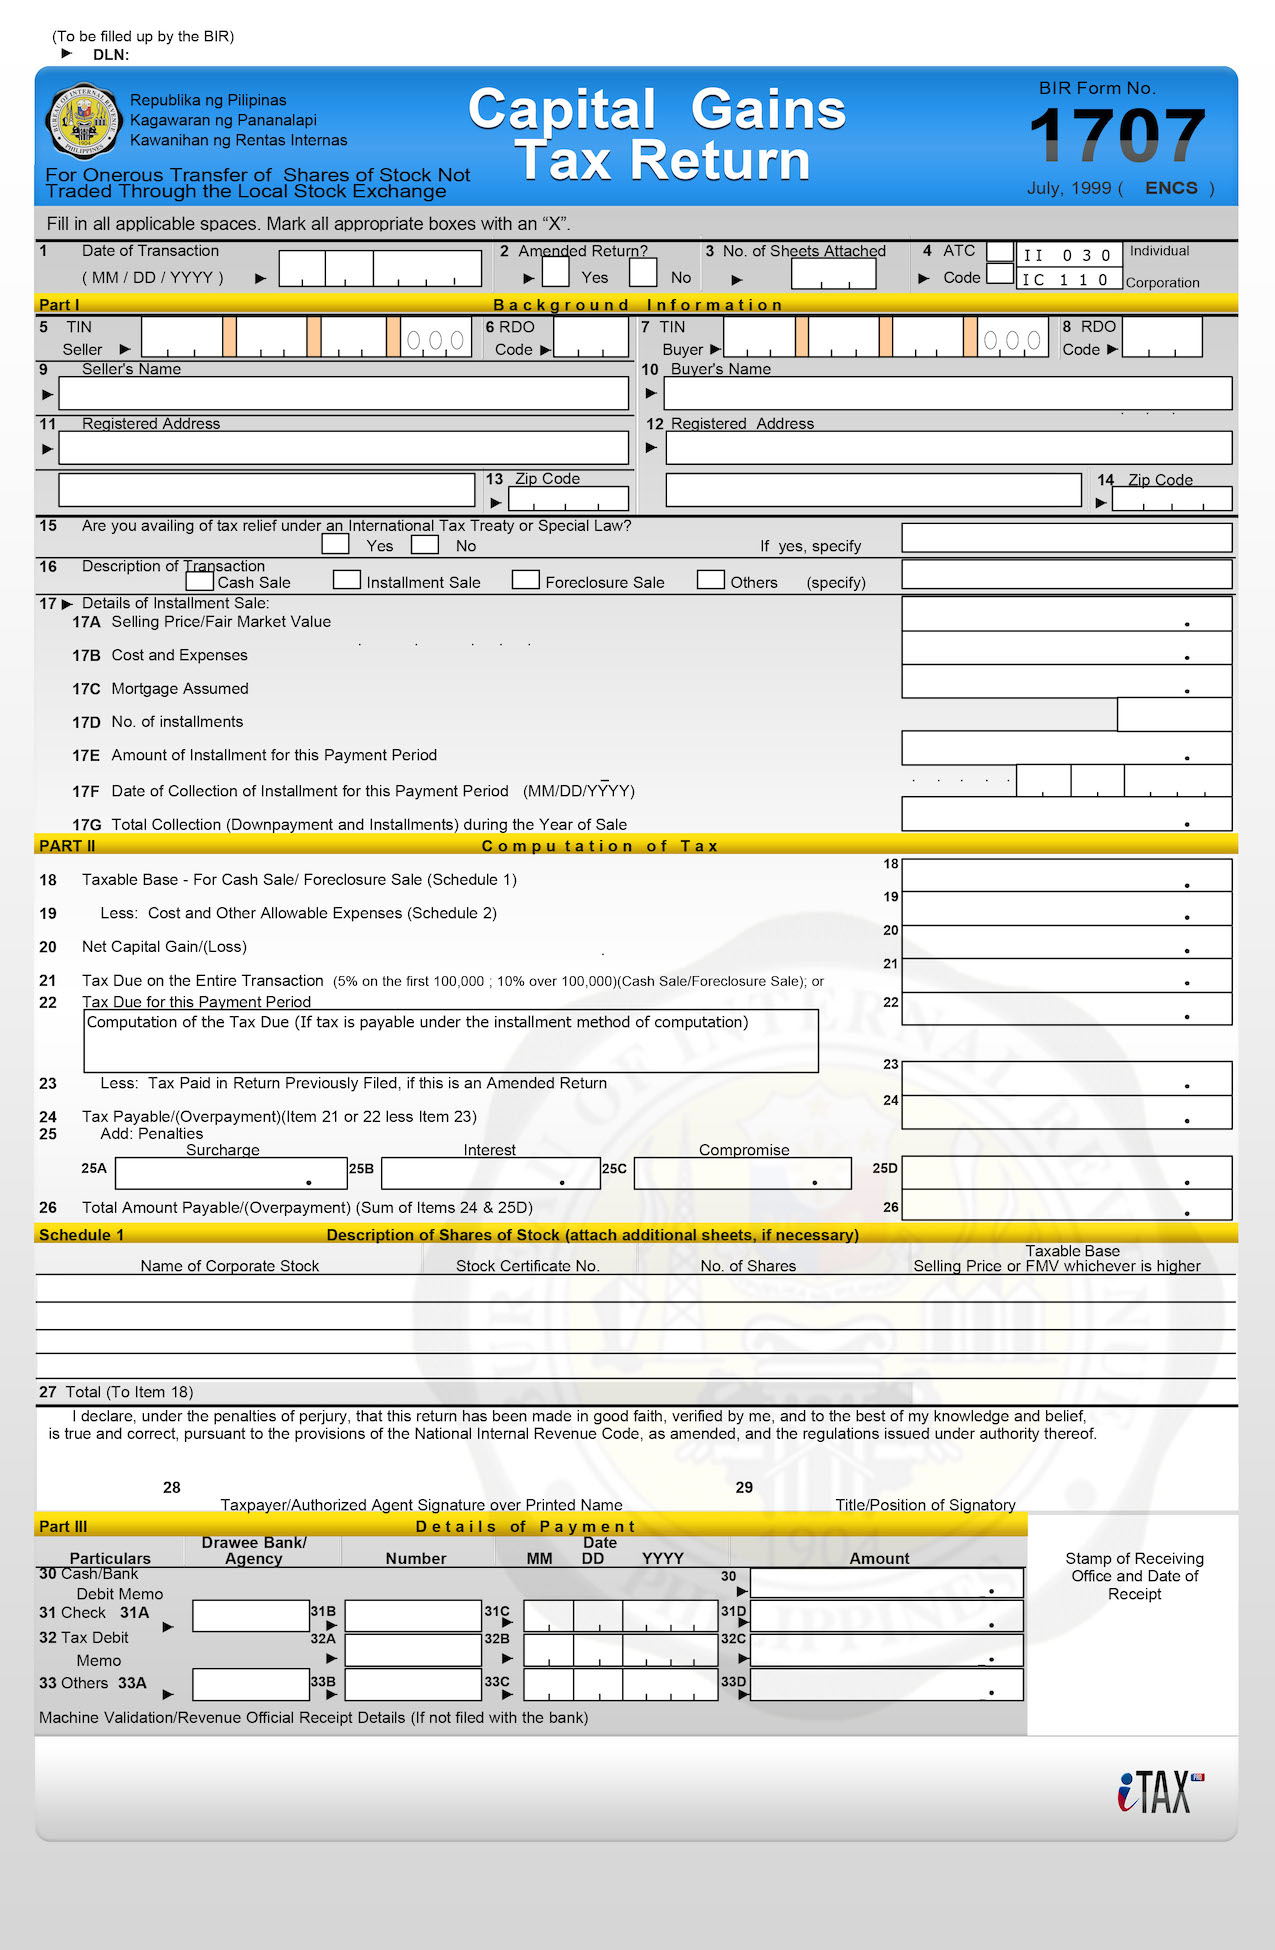 (To be filled up by the BIR)
DLN:
Republika ng Pilipinas
Kagawaran ng Pananalapi
Kawanihan ng Rentas Internas
For Onerous Transfer of Shares of Stock Not
Traded Through the Local Stock Exchange
Capital Gains
Tax Return
BIR Form No.
1707
July, 1999 ( ENCS )
Fill in all applicable spaces. Mark all appropriate boxes with an “X”.
1 Date of Transaction
( MM / DD / YYYY )
2 Amended Return?
Yes No
3 No. of Sheets Attached
4 ATC II 030 Individual
Code IC 110 Corporation
Part I Background Information
5 TIN
Seller 000
6 RDO
Code
7 TIN
Buyer 000
8 RDO
Code
9 Seller's Name
10 Buyer's Name
11 Registered Address
12 Registered Address
13 Zip Code
14 Zip Code
15 Are you availing of tax relief under an International Tax Treaty or Special Law?
Yes No If yes, specify
16 Description of Transaction
Cash Sale Installment Sale Foreclosure Sale Others (specify)
17 Details of Installment Sale:
17A Selling Price/Fair Market Value
17B Cost and Expenses
17C Mortgage Assumed
17D No. of installments
17E Amount of Installment for this Payment Period
17F Date of Collection of Installment for this Payment Period (MM/DD/YYYY)
17G Total Collection (Downpayment and Installments) during the Year of Sale
PART II Computation of Tax
18 Taxable Base - For Cash Sale/ Foreclosure Sale (Schedule 1) 18
19 Less: Cost and Other Allowable Expenses (Schedule 2) 19
20 Net Capital Gain/(Loss) 20
21 Tax Due on the Entire Transaction (5% on the first 100,000 ; 10% over 100,000)(Cash Sale/Foreclosure Sale); or 21
22 Tax Due for this Payment Period 22
Computation of the Tax Due (If tax is payable under the installment method of computation)
23 Less: Tax Paid in Return Previously Filed, if this is an Amended Return 23
24 Tax Payable/(Overpayment)(Item 21 or 22 less Item 23) 24
25 Add: Penalties
Surcharge Interest Compromise
25A 25B 25C 25D
26 Total Amount Payable/(Overpayment) (Sum of Items 24 & 25D) 26
Schedule 1 Description of Shares of Stock (attach additional sheets, if necessary)
Name of Corporate Stock Stock Certificate No. No. of Shares Taxable Base
Selling Price or FMV whichever is higher
27 Total (To Item 18)
I declare, under the penalties of perjury, that this return has been made in good faith, verified by me, and to the best of my knowledge and belief,
is true and correct, pursuant to the provisions of the National Internal Revenue Code, as amended, and the regulations issued under authority thereof.
28 29
Taxpayer/Authorized Agent Signature over Printed Name Title/Position of Signatory
Part III Details of Payment
Particulars Drawee Bank/
Agency Number Date
MM DD YYYY Amount
Stamp of Receiving
Office and Date of
Receipt
30 Cash/Bank
Debit Memo 30
31 Check 31A 31B 31C 31D
32 Tax Debit
Memo 32A 32B 32C
33 Others 33A 33B 33C 33D
Machine Validation/Revenue Official Receipt Details (If not filed with the bank)
iTAX
BUREAU OF INTERNAL REVENUE
1904
PHILIPPINES